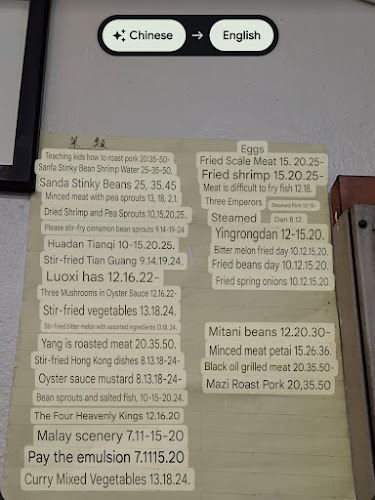 Chinese → English
菜
Teaching kids how to roast pork 20:35-50-
Sanfa Stinky Bean Shrimp Water 25-35-50.
Sanda Stinky Beans 25, 35.45
Minced meat with pea sprouts 13, 18, 2.1.
Dried Shrimp and Pea Sprouts 10,15,20,25..
Please stir-fry cinnamon bean sprouts 9.14-19-24
Huadan Tianqi 10-15.20.25.
Stir-fried Tian Guang 9.14,19.24.
Luoxi has 12.16.22-
Three Mushrooms in Oyster Sauce 12.16.22-
Stir-fried vegetables 13.18.24.
Stir-fried bitter melon with assorted ingredients 13.18. 24.
Yang is roasted meat 20.35.50.
Stir-fried Hong Kong dishes 8.13.18-24-
Oyster sauce mustard 8.13.18-24-
Bean sprouts and salted fish, 10-15-20.24.
The Four Heavenly Kings 12.16.20
Malay scenery 7.11-15-20
Pay the emulsion 7.1115.20
Curry Mixed Vegetables 13.18.24.
Eggs
Fried Scale Meat 15. 20.25-
Fried shrimp 15.20.25-
Meat is difficult to fry fish 12.18.
Three Emperors Steamed Pork 10-15-
Steamed Dan 8.12.
Yingrongdan 12-15.20.
Bitter melon fried day 10.12.15.20.
Fried beans day 10.12.15.20.
Fried spring onions 10.12.15.20.
Mitani beans 12.20.30-
Minced meat petai 15.26.36.
Black oil grilled meat 20.35.50-
Mazi Roast Pork 20,35.50